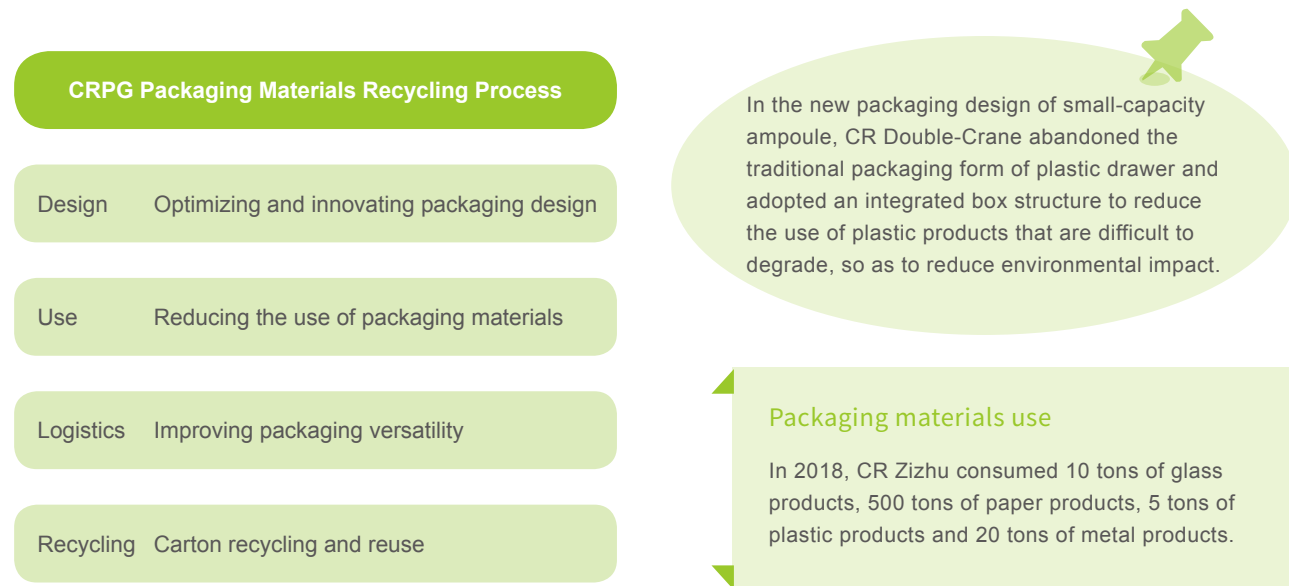 CRPG Packaging Materials Recycling Process
Design Optimizing and innovating packaging design
Use Reducing the use of packaging materials
Logistics Improving packaging versatility
Recycling Carton recycling and reuse
In the new packaging design of small-capacity
ampoule, CR Double-Crane abandoned the
traditional packaging form of plastic drawer and
adopted an integrated box structure to reduce
the use of plastic products that are difficult to
degrade, so as to reduce environmental impact.
Packaging materials use
In 2018, CR Zizhu consumed 10 tons of glass
products, 500 tons of paper products, 5 tons of
plastic products and 20 tons of metal products.